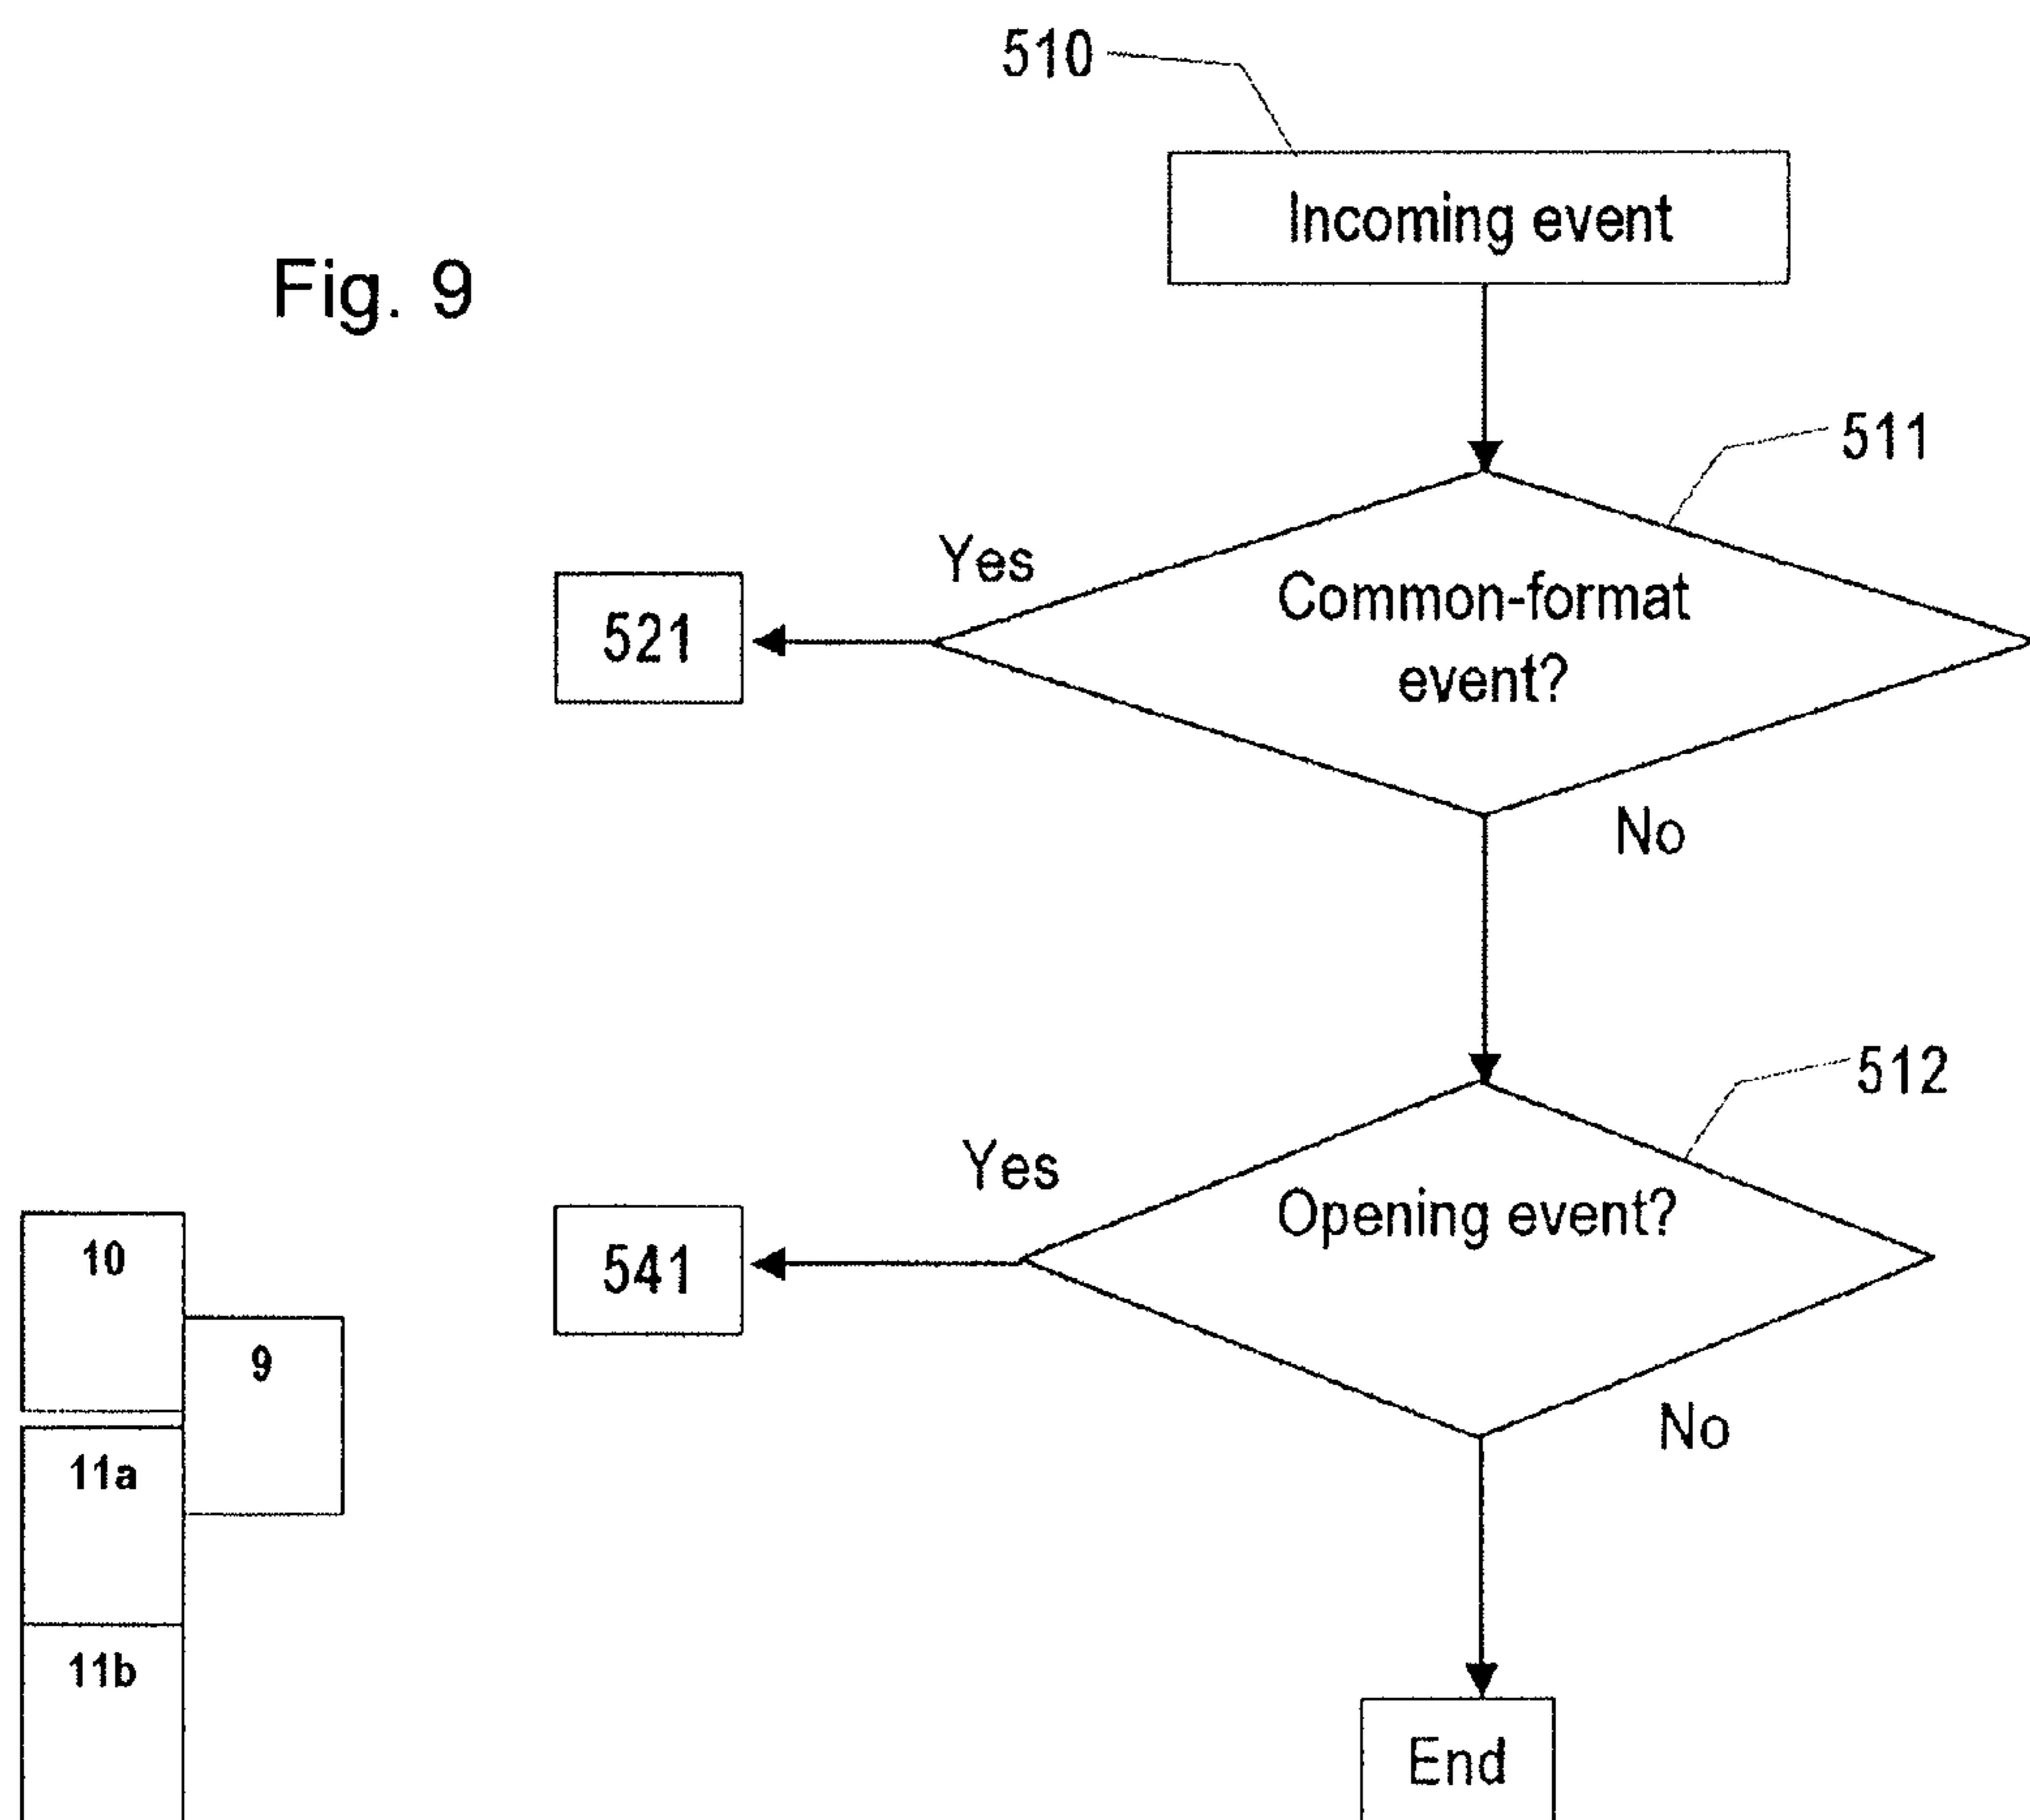 510
Incoming event
Fig. 9
511
Yes
Common-format
event?
521
No
512
Yes
Opening event?
541
10
9
No
11a
11b
End